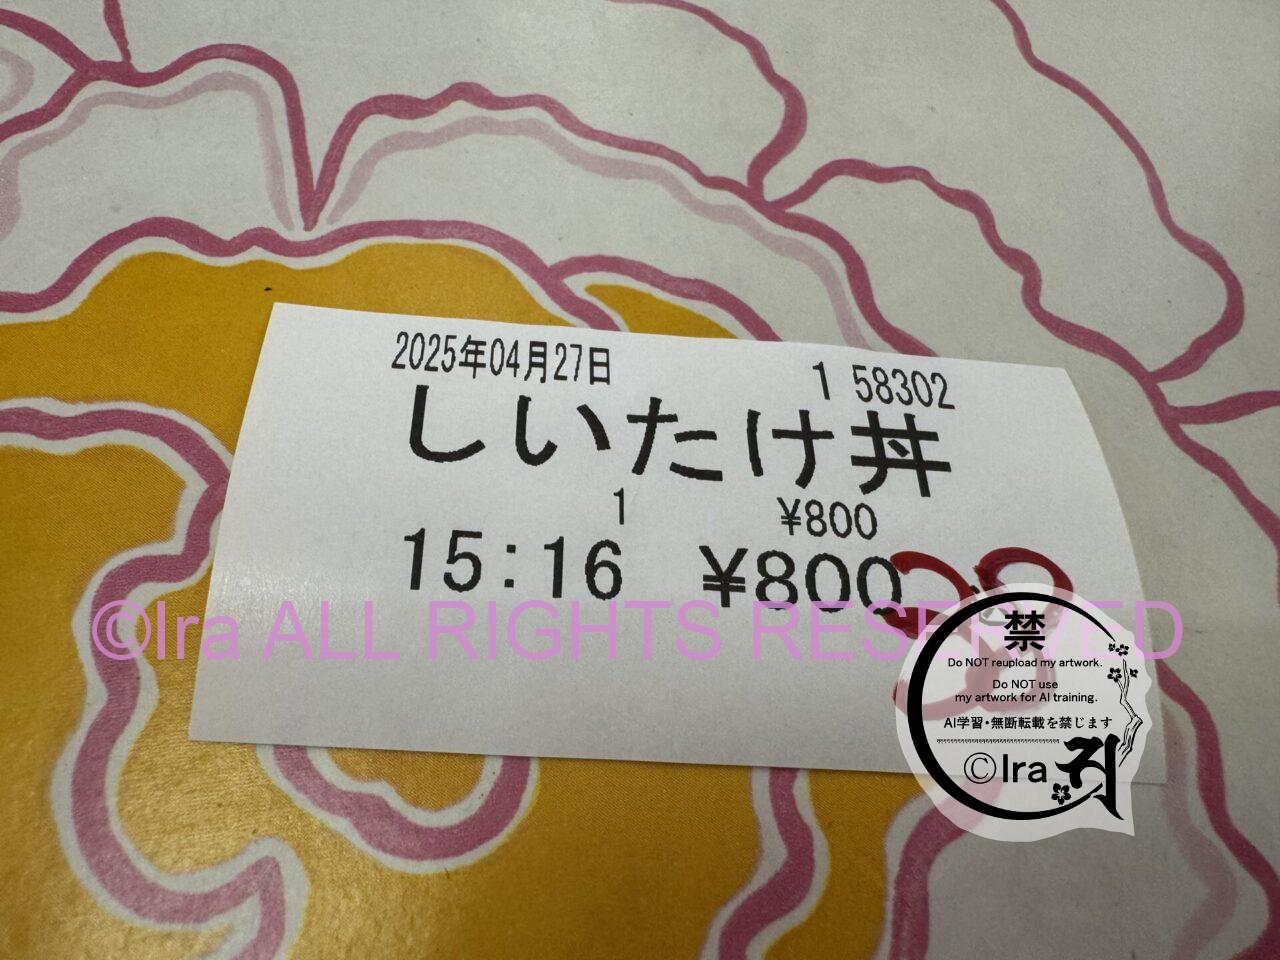 2025年04月27日
1 58302
しいたけ丼
1 ¥800
15:16 ¥800
©Ira ALL RIGHTS RESERVED
禁
Do NOT reupload my artwork.
Do NOT use
my artwork for AI training.
AI学習・無断転載を禁じます
©Ira